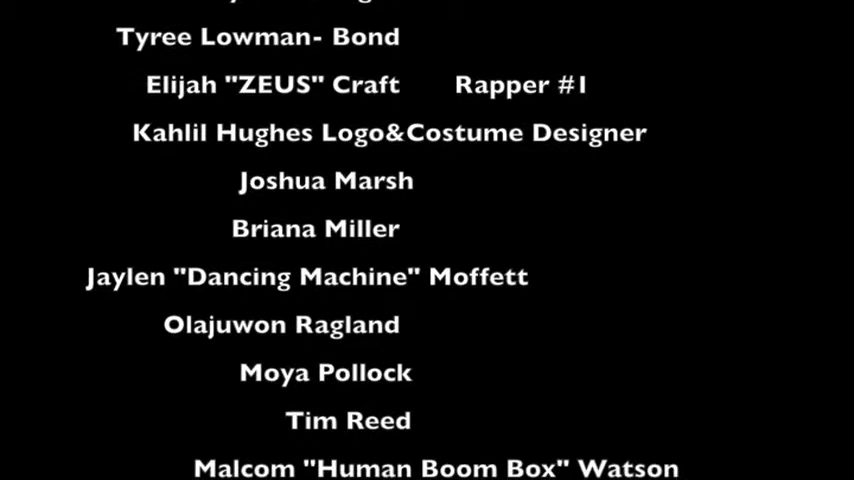 Tyree Lowman- Bond
Elijah "ZEUS" Craft Rapper #1
Kahlil Hughes Logo&Costume Designer
Joshua Marsh
Briana Miller
Jaylen "Dancing Machine" Moffett
Olajuwon Ragland
Moya Pollock
Tim Reed
Malcom "Human Boom Box" Watson